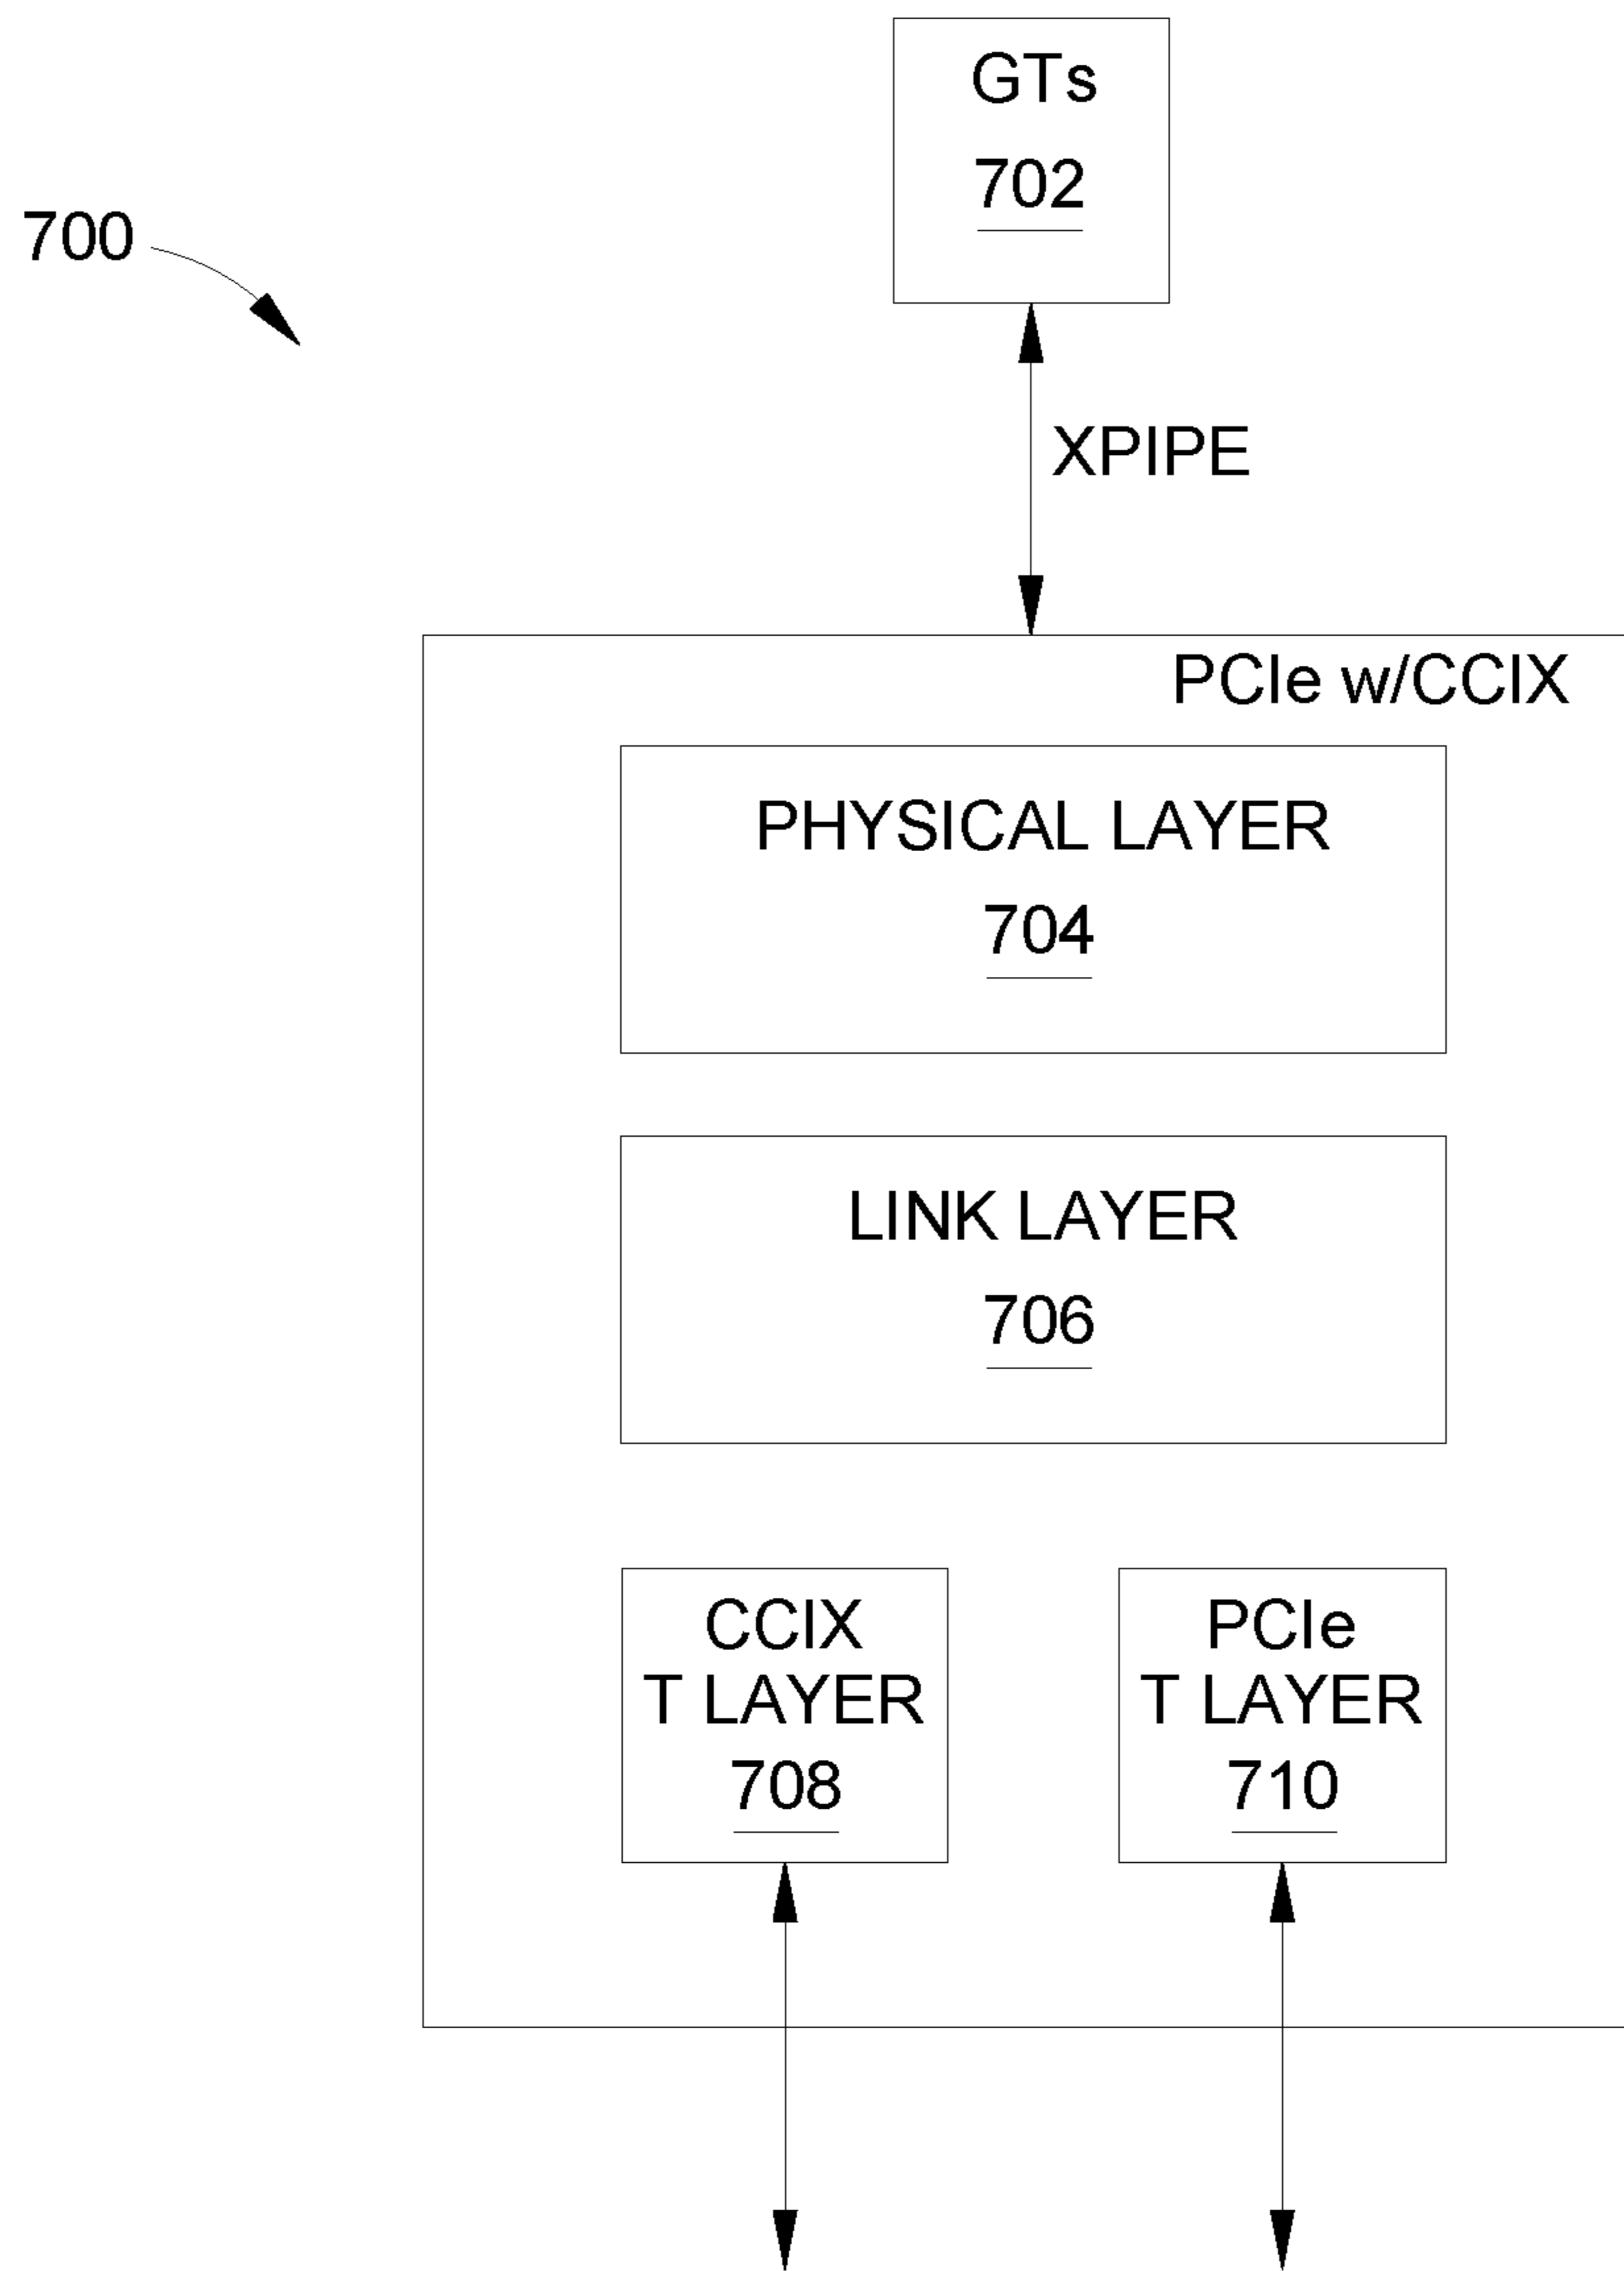 GTs
702
700
XPIPE
PCIe w/CCIX
PHYSICAL LAYER
704
LINK LAYER
706
CCIX
T LAYER
708
PCIe
T LAYER
710